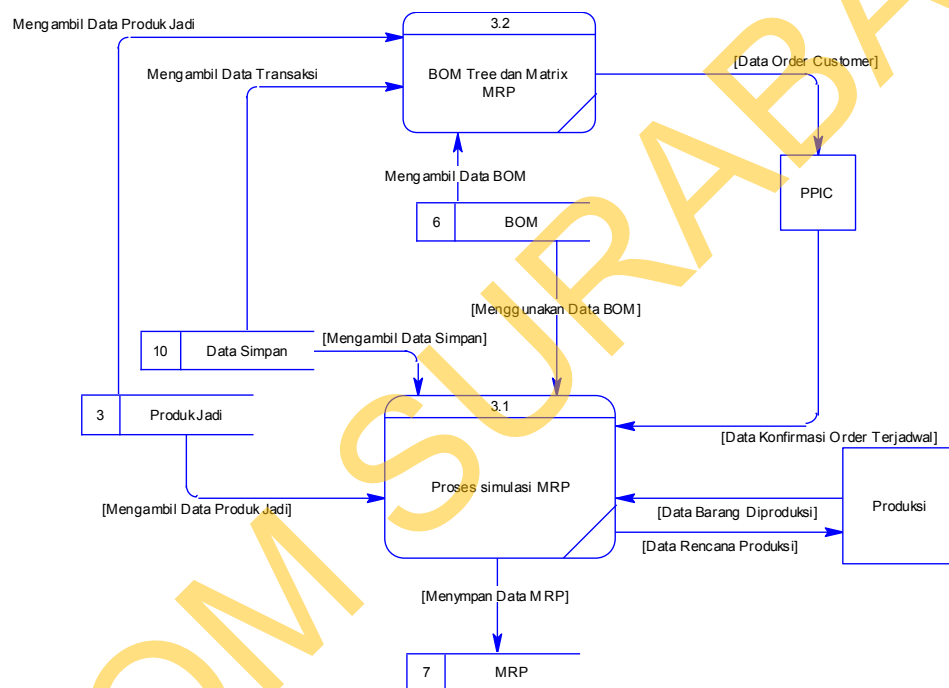 Mengambil Data Produk Jadi
3.2
BOM Tree dan Matrix
MRP
[Data Order Customer]
Mengambil Data Transaksi
Mengambil Data BOM
PPIC
6 BOM
[Menggunakan Data BOM]
10 Data Simpan
[Mengambil Data Simpan]
3 Produk Jadi
3.1
Proses simulasi MRP
[Data Konfirmasi Order Terjadwal]
[Mengambil Data Produk Jadi]
Produksi
[Data Barang Diproduksi]
[Data Rencana Produksi]
[Menympan Data MRP]
7 MRP
OM SURABA